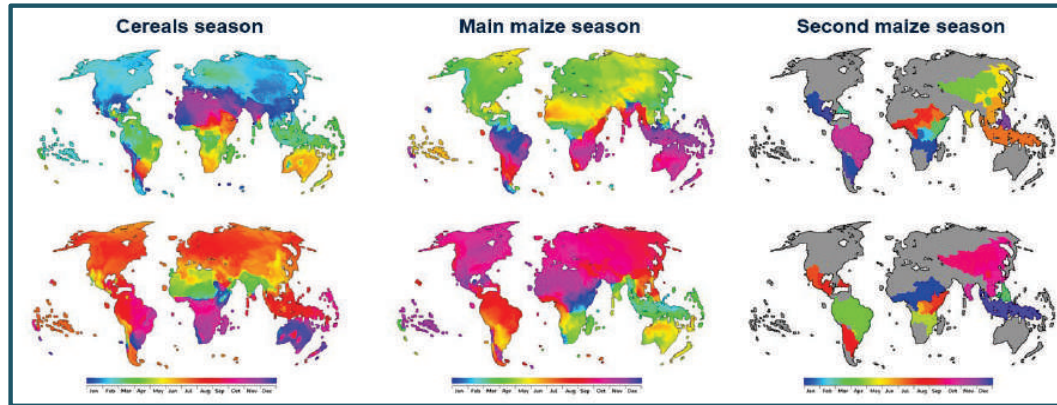 Cereals season
Main maize season
Second maize season
Jan Feb Mar Apr May Jun Jul Aug Sep Oct Nov Dec
Jan Feb Mar Apr May Jun Jul Aug Sep Oct Nov Dec
Jan Feb Mar Apr May Jun Jul Aug Sep Oct Nov Dec